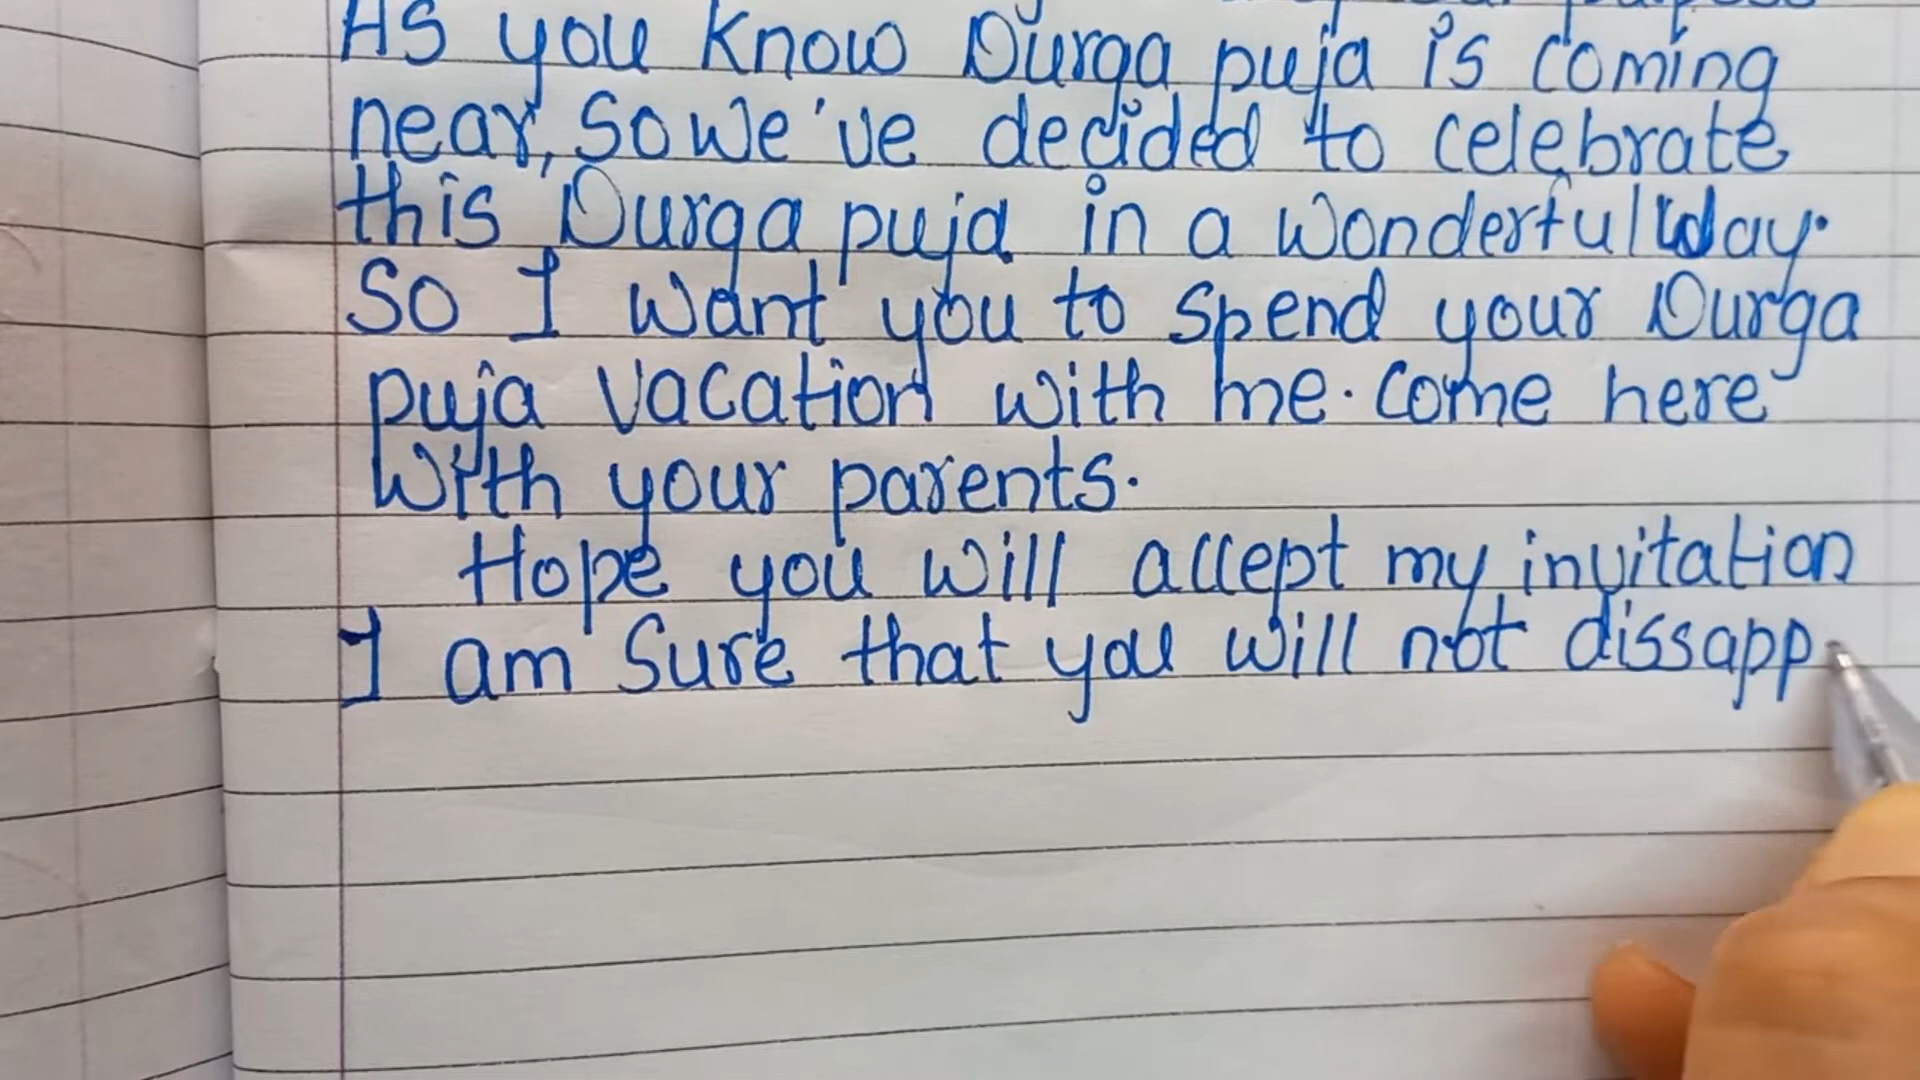 As you know Durga puja is coming
near, so we've decided to celebrate
this Durga puja in a wonderful day.
So I want you to spend your Durga
puja vacation with me. Come here
with your parents.
Hope you will accept my invitation
I am sure that you will not dissapp